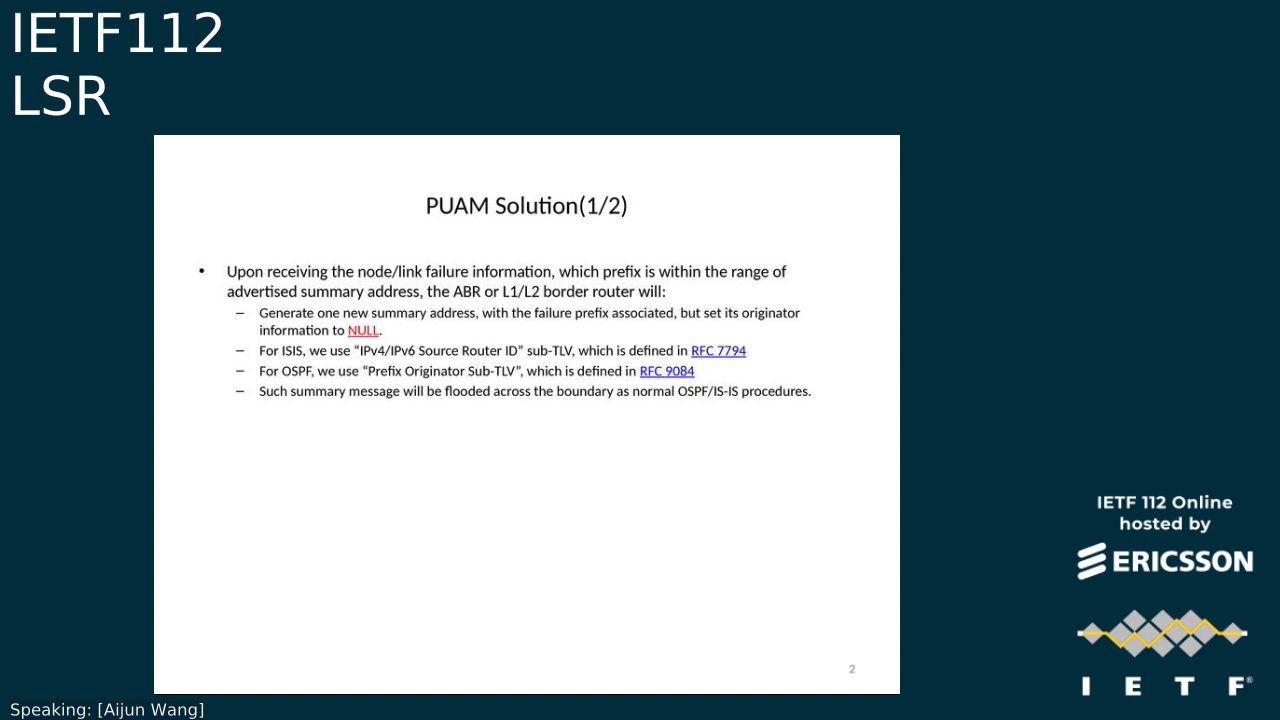 IETF112
LSR
PUAM Solution(1/2)
• Upon receiving the node/link failure information, which prefix is within the range of
advertised summary address, the ABR or L1/L2 border router will:
– Generate one new summary address, with the failure prefix associated, but set its originator
information to NULL.
– For ISIS, we use “IPv4/IPv6 Source Router ID” sub-TLV, which is defined in RFC 7794
– For OSPF, we use “Prefix Originator Sub-TLV”, which is defined in RFC 9084
– Such summary message will be flooded across the boundary as normal OSPF/IS-IS procedures.
2
IETF 112 Online
hosted by
ERICSSON
I E T F®
Speaking: [Aijun Wang]